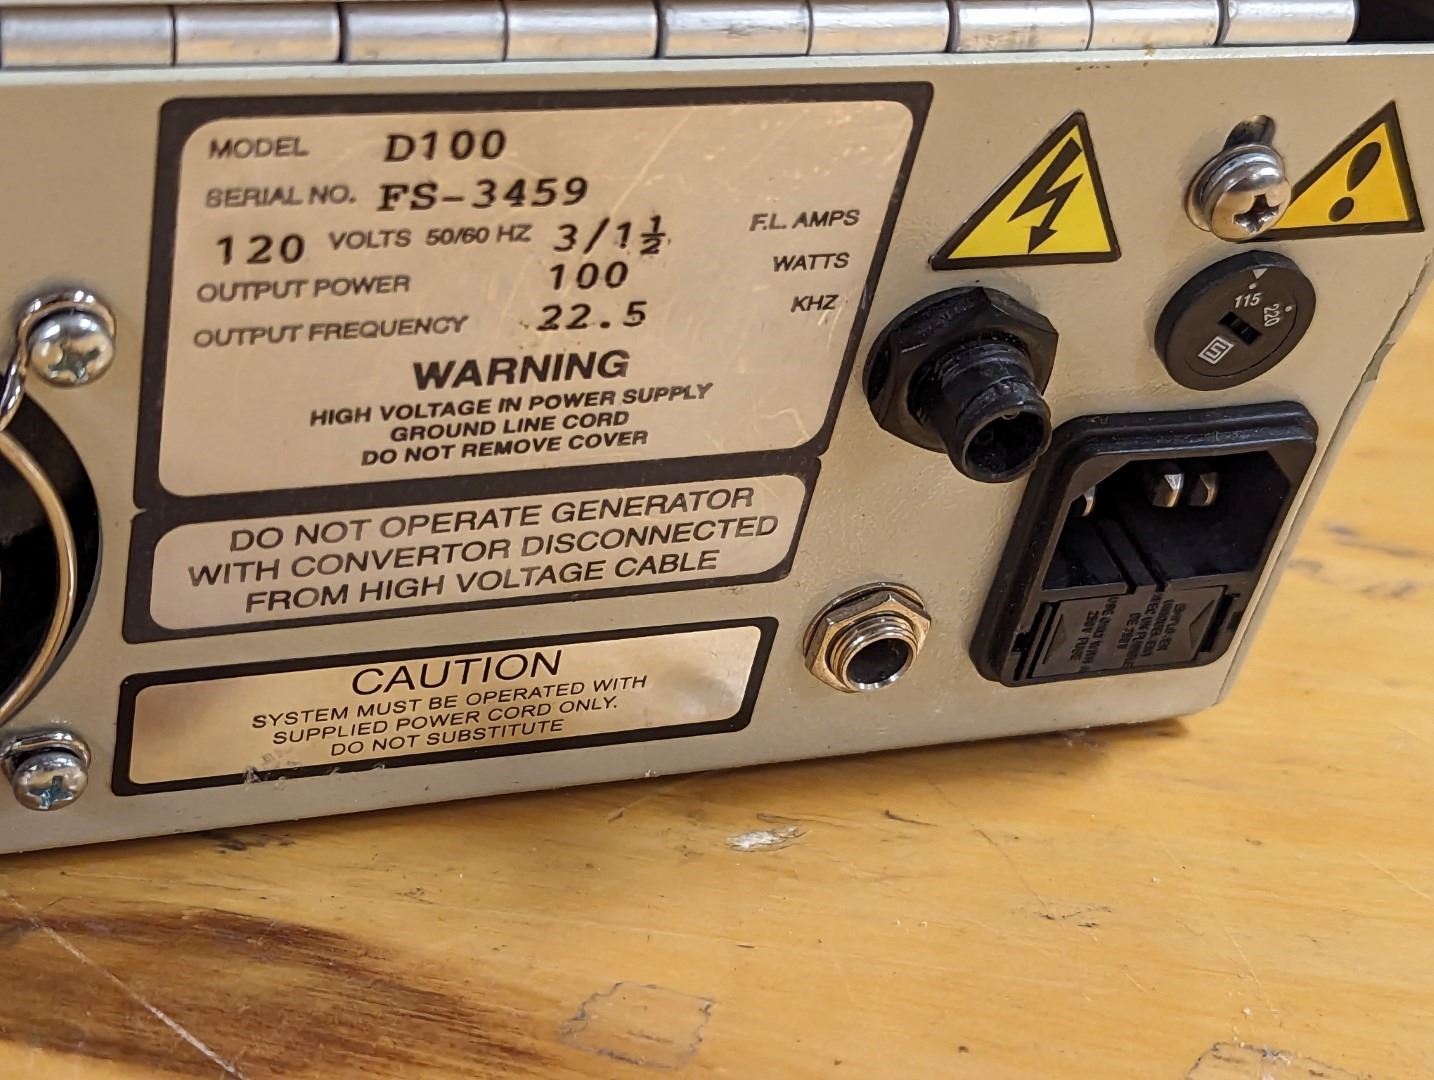 MODEL D100
SERIAL NO. FS-3459
120 VOLTS 50/60 HZ 3/1½ F.L. AMPS
OUTPUT POWER 100 WATTS
OUTPUT FREQUENCY 22.5 KHZ
WARNING
HIGH VOLTAGE IN POWER SUPPLY
GROUND LINE CORD
DO NOT REMOVE COVER
DO NOT OPERATE GENERATOR
WITH CONVERTOR DISCONNECTED
FROM HIGH VOLTAGE CABLE
CAUTION
SYSTEM MUST BE OPERATED WITH
SUPPLIED POWER CORD ONLY.
DO NOT SUBSTITUTE
115
220
250V FUSE